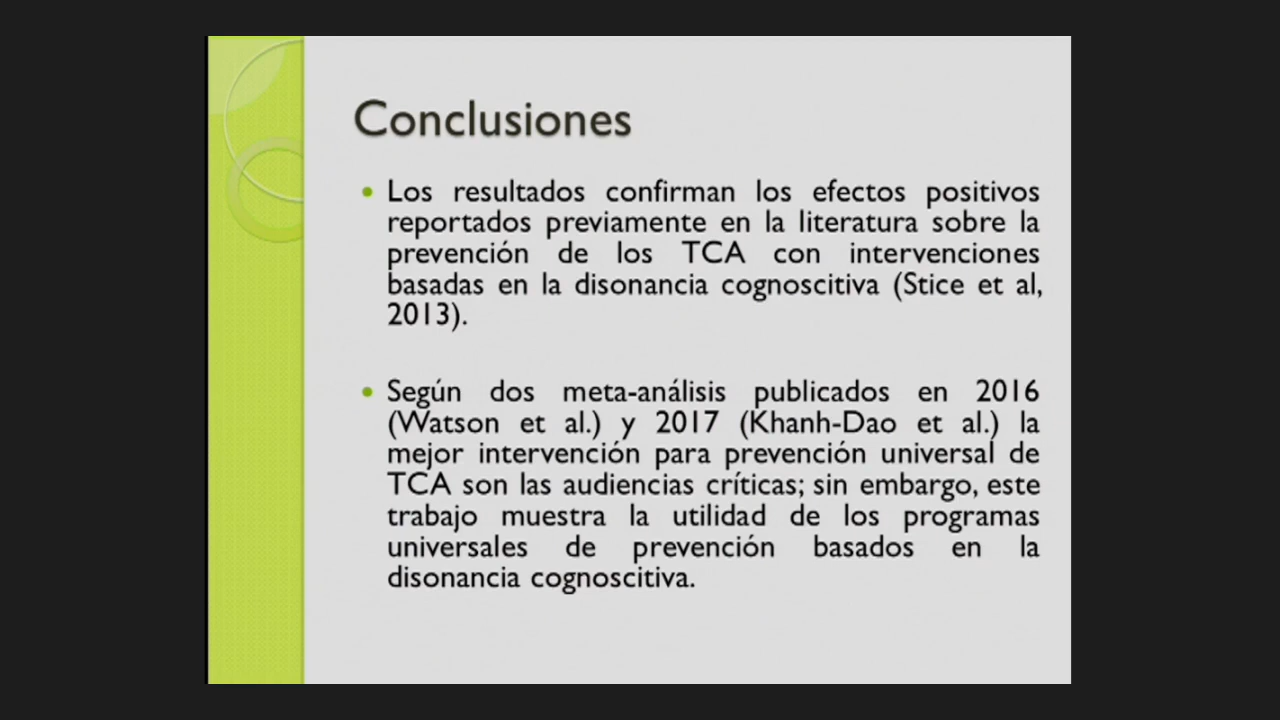 Conclusiones
Los resultados confirman los efectos positivos
reportados previamente en la literatura sobre la
prevención de los TCA con intervenciones
basadas en la disonancia cognoscitiva (Stice et al,
2013).
Según dos meta-análisis publicados en 2016
(Watson et al.) y 2017 (Khanh-Dao et al.) la
mejor intervención para prevención universal de
TCA son las audiencias críticas; sin embargo, este
trabajo muestra la utilidad de los programas
universales de prevención basados en la
disonancia cognoscitiva.